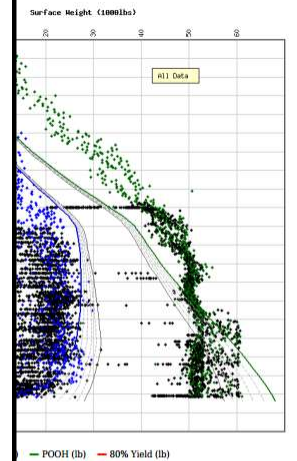 Surface Weight (1000lbs)
20 30 40 50 60
All Data
) POOH (lb) 80% Yield (lb)